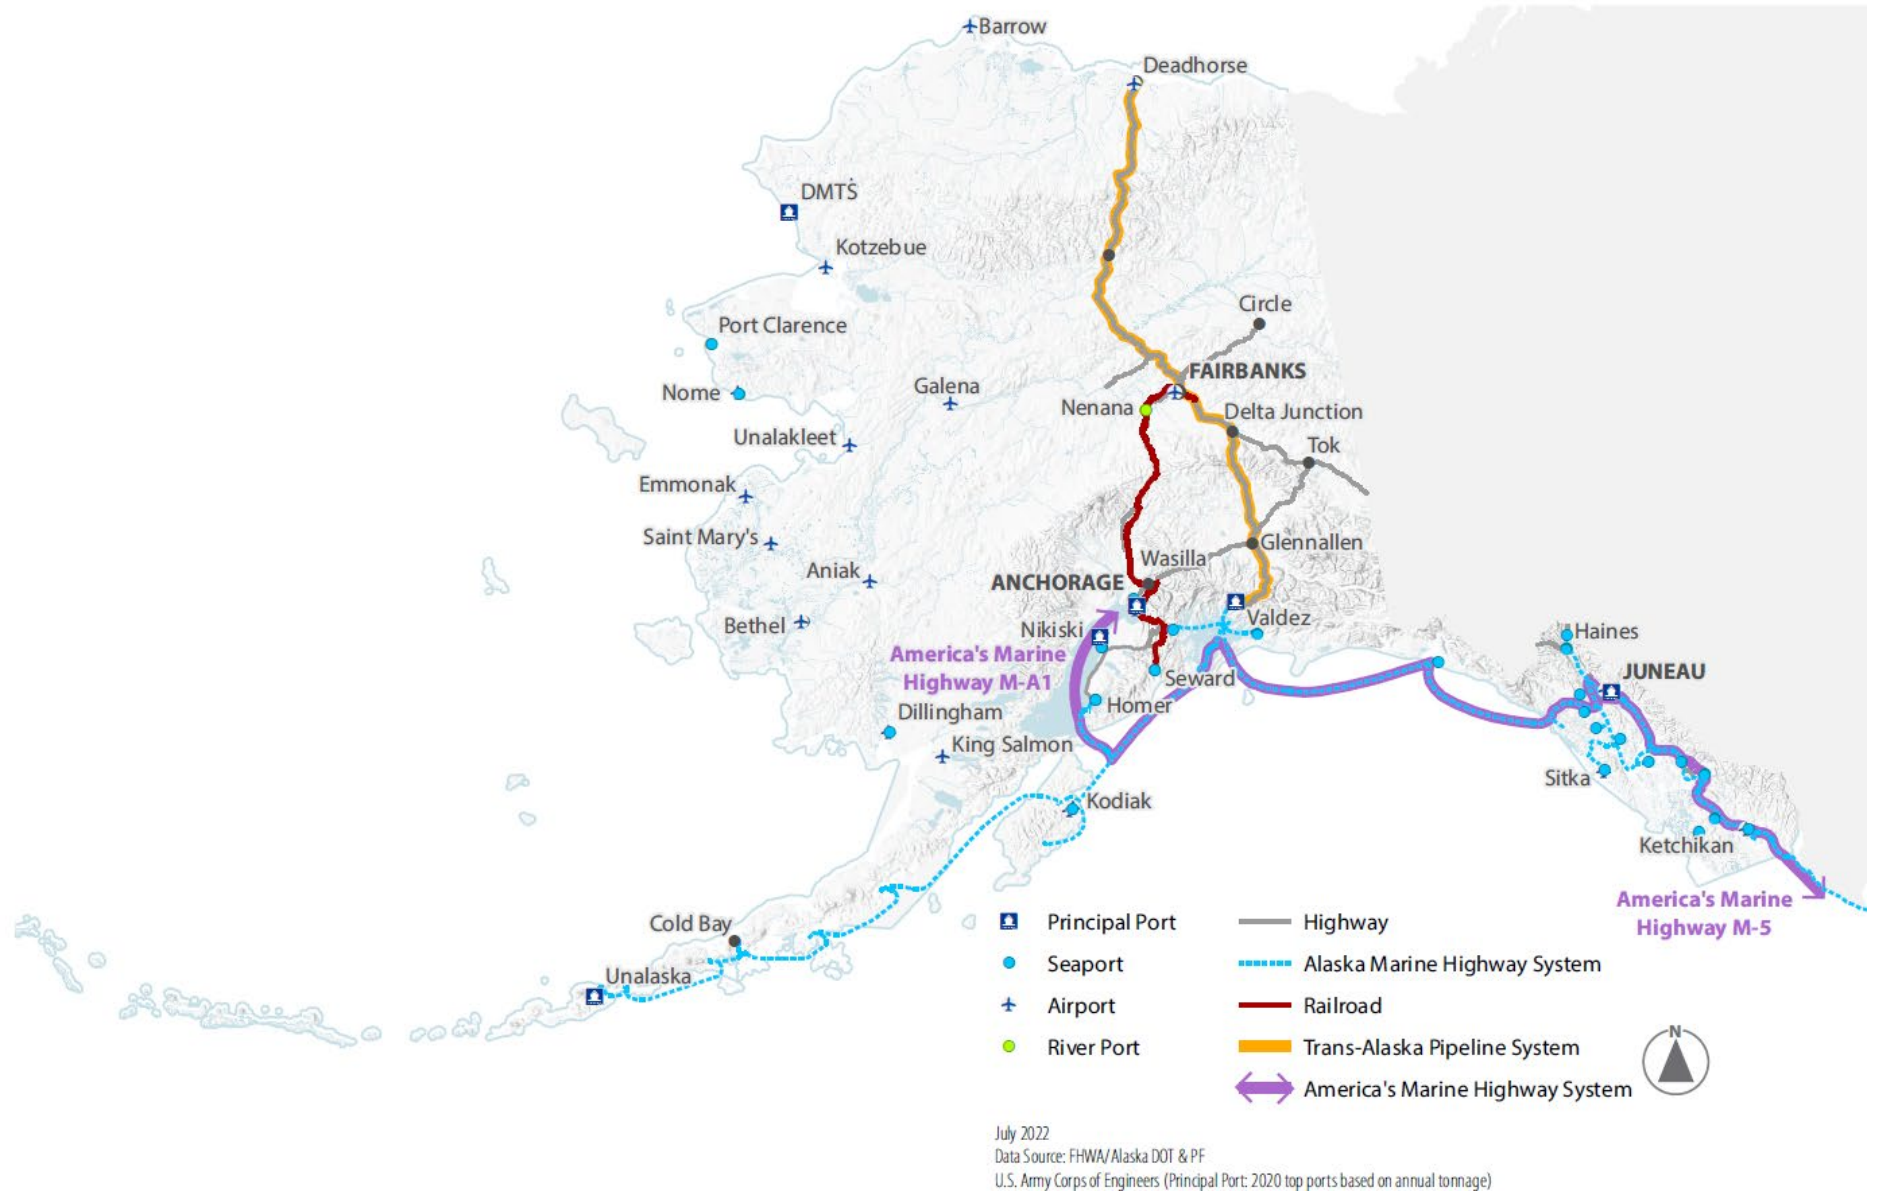 Barrow
Deadhorse
DMTS
Kotzebue
Circle
Port Clarence
FAIRBANKS
Galena
Nome
Nenana
Delta Junction
Unalakleet
Tok
Emmonak
Saint Mary's
Glennallen
Wasilla
Aniak
ANCHORAGE
Valdez
Bethel
Nikiski
Haines
America's Marine
Highway M-A1
JUNEAU
Seward
Homer
Dillingham
King Salmon
Sitka
Kodiak
Ketchikan
America's Marine
Highway M-5
Cold Bay
Unalaska
Principal Port
Seaport
Airport
River Port
Highway
Alaska Marine Highway System
Railroad
Trans-Alaska Pipeline System
America's Marine Highway System
N
July 2022
Data Source: FHWA/Alaska DOT & PF
U.S. Army Corps of Engineers (Principal Port: 2020 top ports based on annual tonnage)